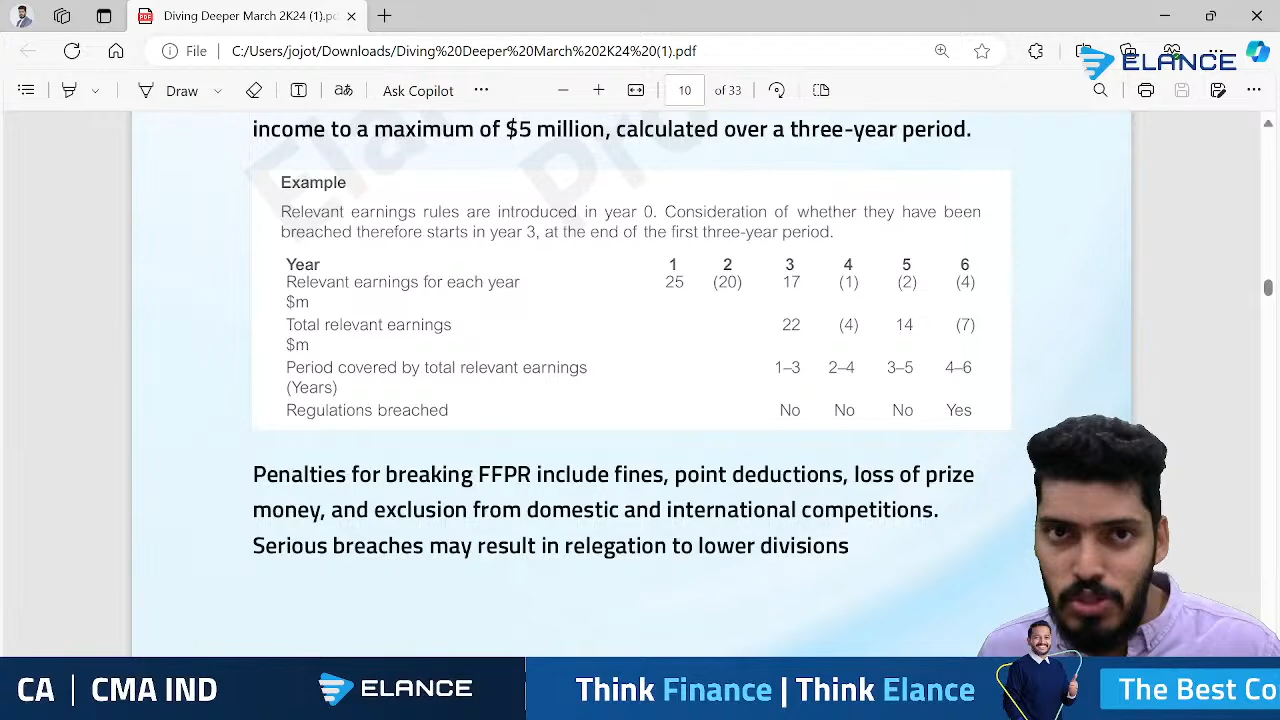 Diving Deeper March 2K24 (1).pd
File C:/Users/jojot/Downloads/Diving%20Deeper%20March%202K24%20(1).pdf
ELANCE
Draw aあ Ask Copilot 10 of 33
income to a maximum of $5 million, calculated over a three-year period.
Example
Relevant earnings rules are introduced in year 0. Consideration of whether they have been
breached therefore starts in year 3, at the end of the first three-year period.
Year 1 2 3 4 5 6
Relevant earnings for each year 25 (20) 17 (1) (2) (4)
$m
Total relevant earnings 22 (4) 14 (7)
$m
Period covered by total relevant earnings 1–3 2–4 3–5 4–6
(Years)
Regulations breached No No No Yes
Penalties for breaking FFPR include fines, point deductions, loss of prize
money, and exclusion from domestic and international competitions.
Serious breaches may result in relegation to lower divisions
CA | CMA IND ELANCE Think Finance | Think Elance The Best Co